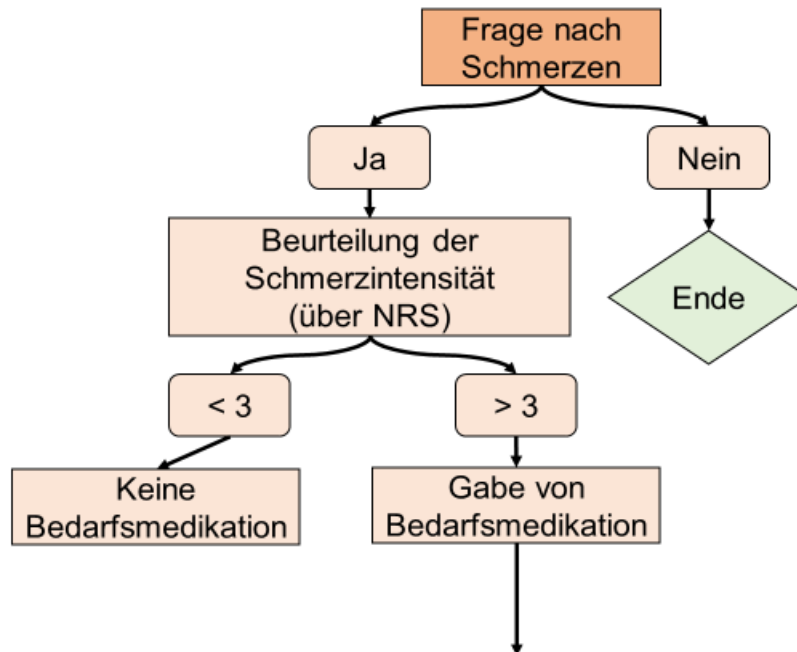 Frage nach
Schmerzen
Ja
Nein
Beurteilung der
Schmerzintensität
(über NRS)
Ende
< 3
> 3
Keine
Bedarfsmedikation
Gabe von
Bedarfsmedikation